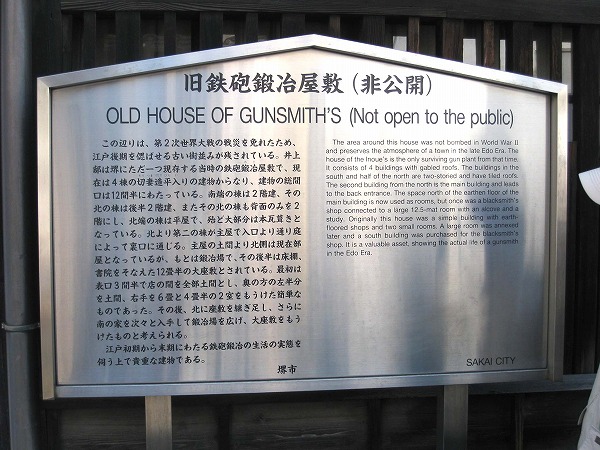 旧鉄砲鍛冶屋敷（非公開）
OLD HOUSE OF GUNSMITH'S (Not open to the public)
この辺りは、第２次世界大戦の戦災を免れたため、
江戸後期を偲ばせる古い街並みが残されている。井上
邸は堺にただ一つ現存する当時の鉄砲鍛冶屋敷で、現
在は４棟の切妻造平入りの建物からなり、建物の総間
口は12間半にわたっている。南端の棟は２階建、その
北の棟は後半２階建、またその北の棟も背面のみを２
階にし、北端の棟は平屋で、殆ど大部分は本瓦葺きと
なっている。北より第二の棟が主屋で入口より通り庭
によって裏口に通じる。主屋の土間より北側は現在部
屋となっているが、もとは鍛冶場で、その後半は床棚、
書院をそなえた12畳半の大座敷とされている。最初は
表口３間半で店の間を全部土間とし、奥の方の左半分
を土間、右手を６畳と４畳半の２室をもうけた簡単な
ものであった。その後、北に座敷を継ぎ足し、さらに
南の家を次々と入手して鍛冶場を広げ、大座敷をもう
けたものと考えられる。
江戸初期から末期にわたる鉄砲鍛冶の生活の実態を
伺う上で貴重な建物である。
堺市
The area around this house was not bombed in World War II
and preserves the atmosphere of a town in the late Edo Era. The
house of the Inoue's is the only surviving gun plant from that time.
It consists of 4 buildings with gabled roofs. The buildings in the
south and half of the north are two-storied and have tiled roofs.
The second building from the north is the main building and leads
to the back entrance. The space north of the earthen floor of the
main building is now used as rooms, but once was a blacksmith's
shop connected to a large 12.5-mat room with an alcove and a
study. Originally this house was a simple building with earth-
floored shops and two small rooms. A large room was annexed
later and a south building was purchased for the blacksmith's
shop. It is a valuable asset, showing the actual life of a gunsmith
in the Edo Era.
SAKAI CITY